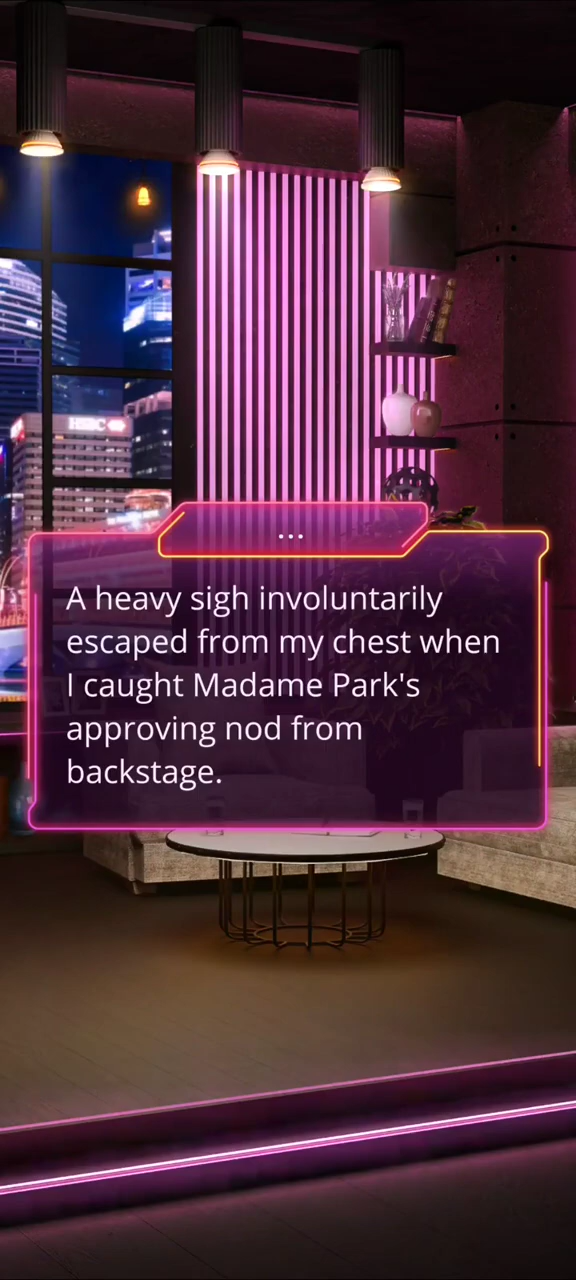 HSBC
...
A heavy sigh involuntarily
escaped from my chest when
I caught Madame Park's
approving nod from
backstage.